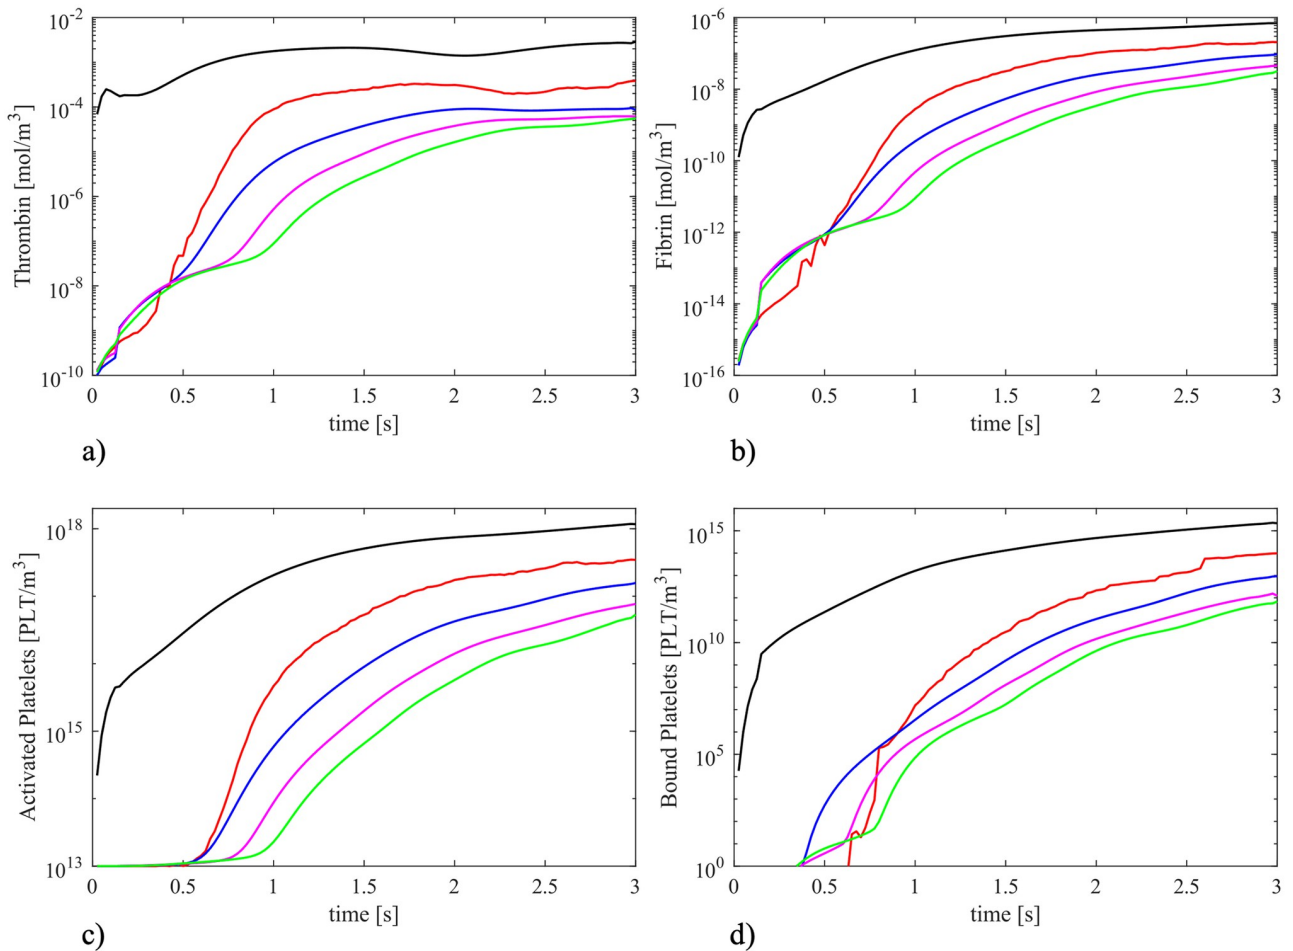 10^-2
10^-4
10^-6
10^-8
10^-10
Thrombin [mol/m^3]
0 0.5 1 1.5 2 2.5 3
time [s]
a)
10^-6
10^-8
10^-10
10^-12
10^-14
10^-16
Fibrin [mol/m^3]
0 0.5 1 1.5 2 2.5 3
time [s]
b)
10^18
10^15
10^13
Activated Platelets [PLT/m^3]
0 0.5 1 1.5 2 2.5 3
time [s]
c)
10^15
10^10
10^5
10^0
Bound Platelets [PLT/m^3]
0 0.5 1 1.5 2 2.5 3
time [s]
d)